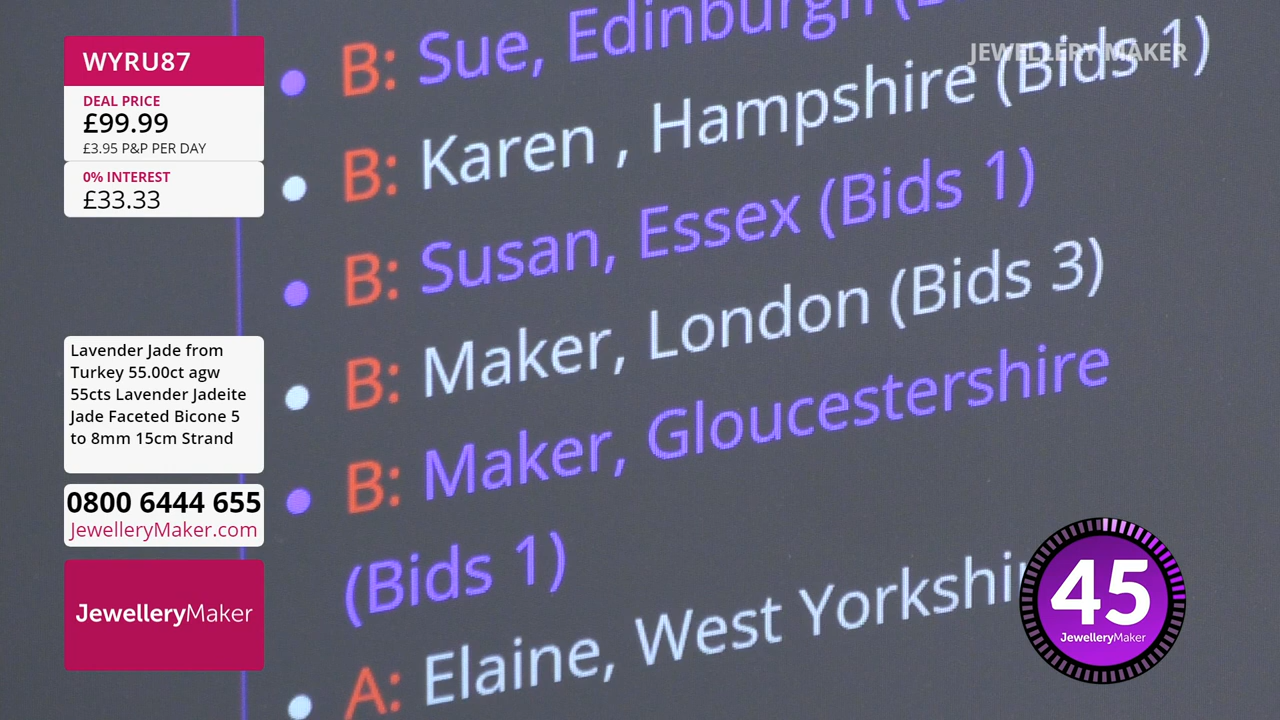 WYRU87
DEAL PRICE
£99.99
£3.95 P&P PER DAY
0% INTEREST
£33.33
Lavender Jade from
Turkey 55.00ct agw
55cts Lavender Jadeite
Jade Faceted Bicone 5
to 8mm 15cm Strand
0800 6444 655
JewelleryMaker.com
JewelleryMaker
JEWELLERY MAKER
B: Sue, Edinburgh
B: Karen , Hampshire (Bids 1)
B: Susan, Essex (Bids 1)
B: Maker, London (Bids 3)
B: Maker, Gloucestershire
(Bids 1)
A: Elaine, West
45
JewelleryMaker